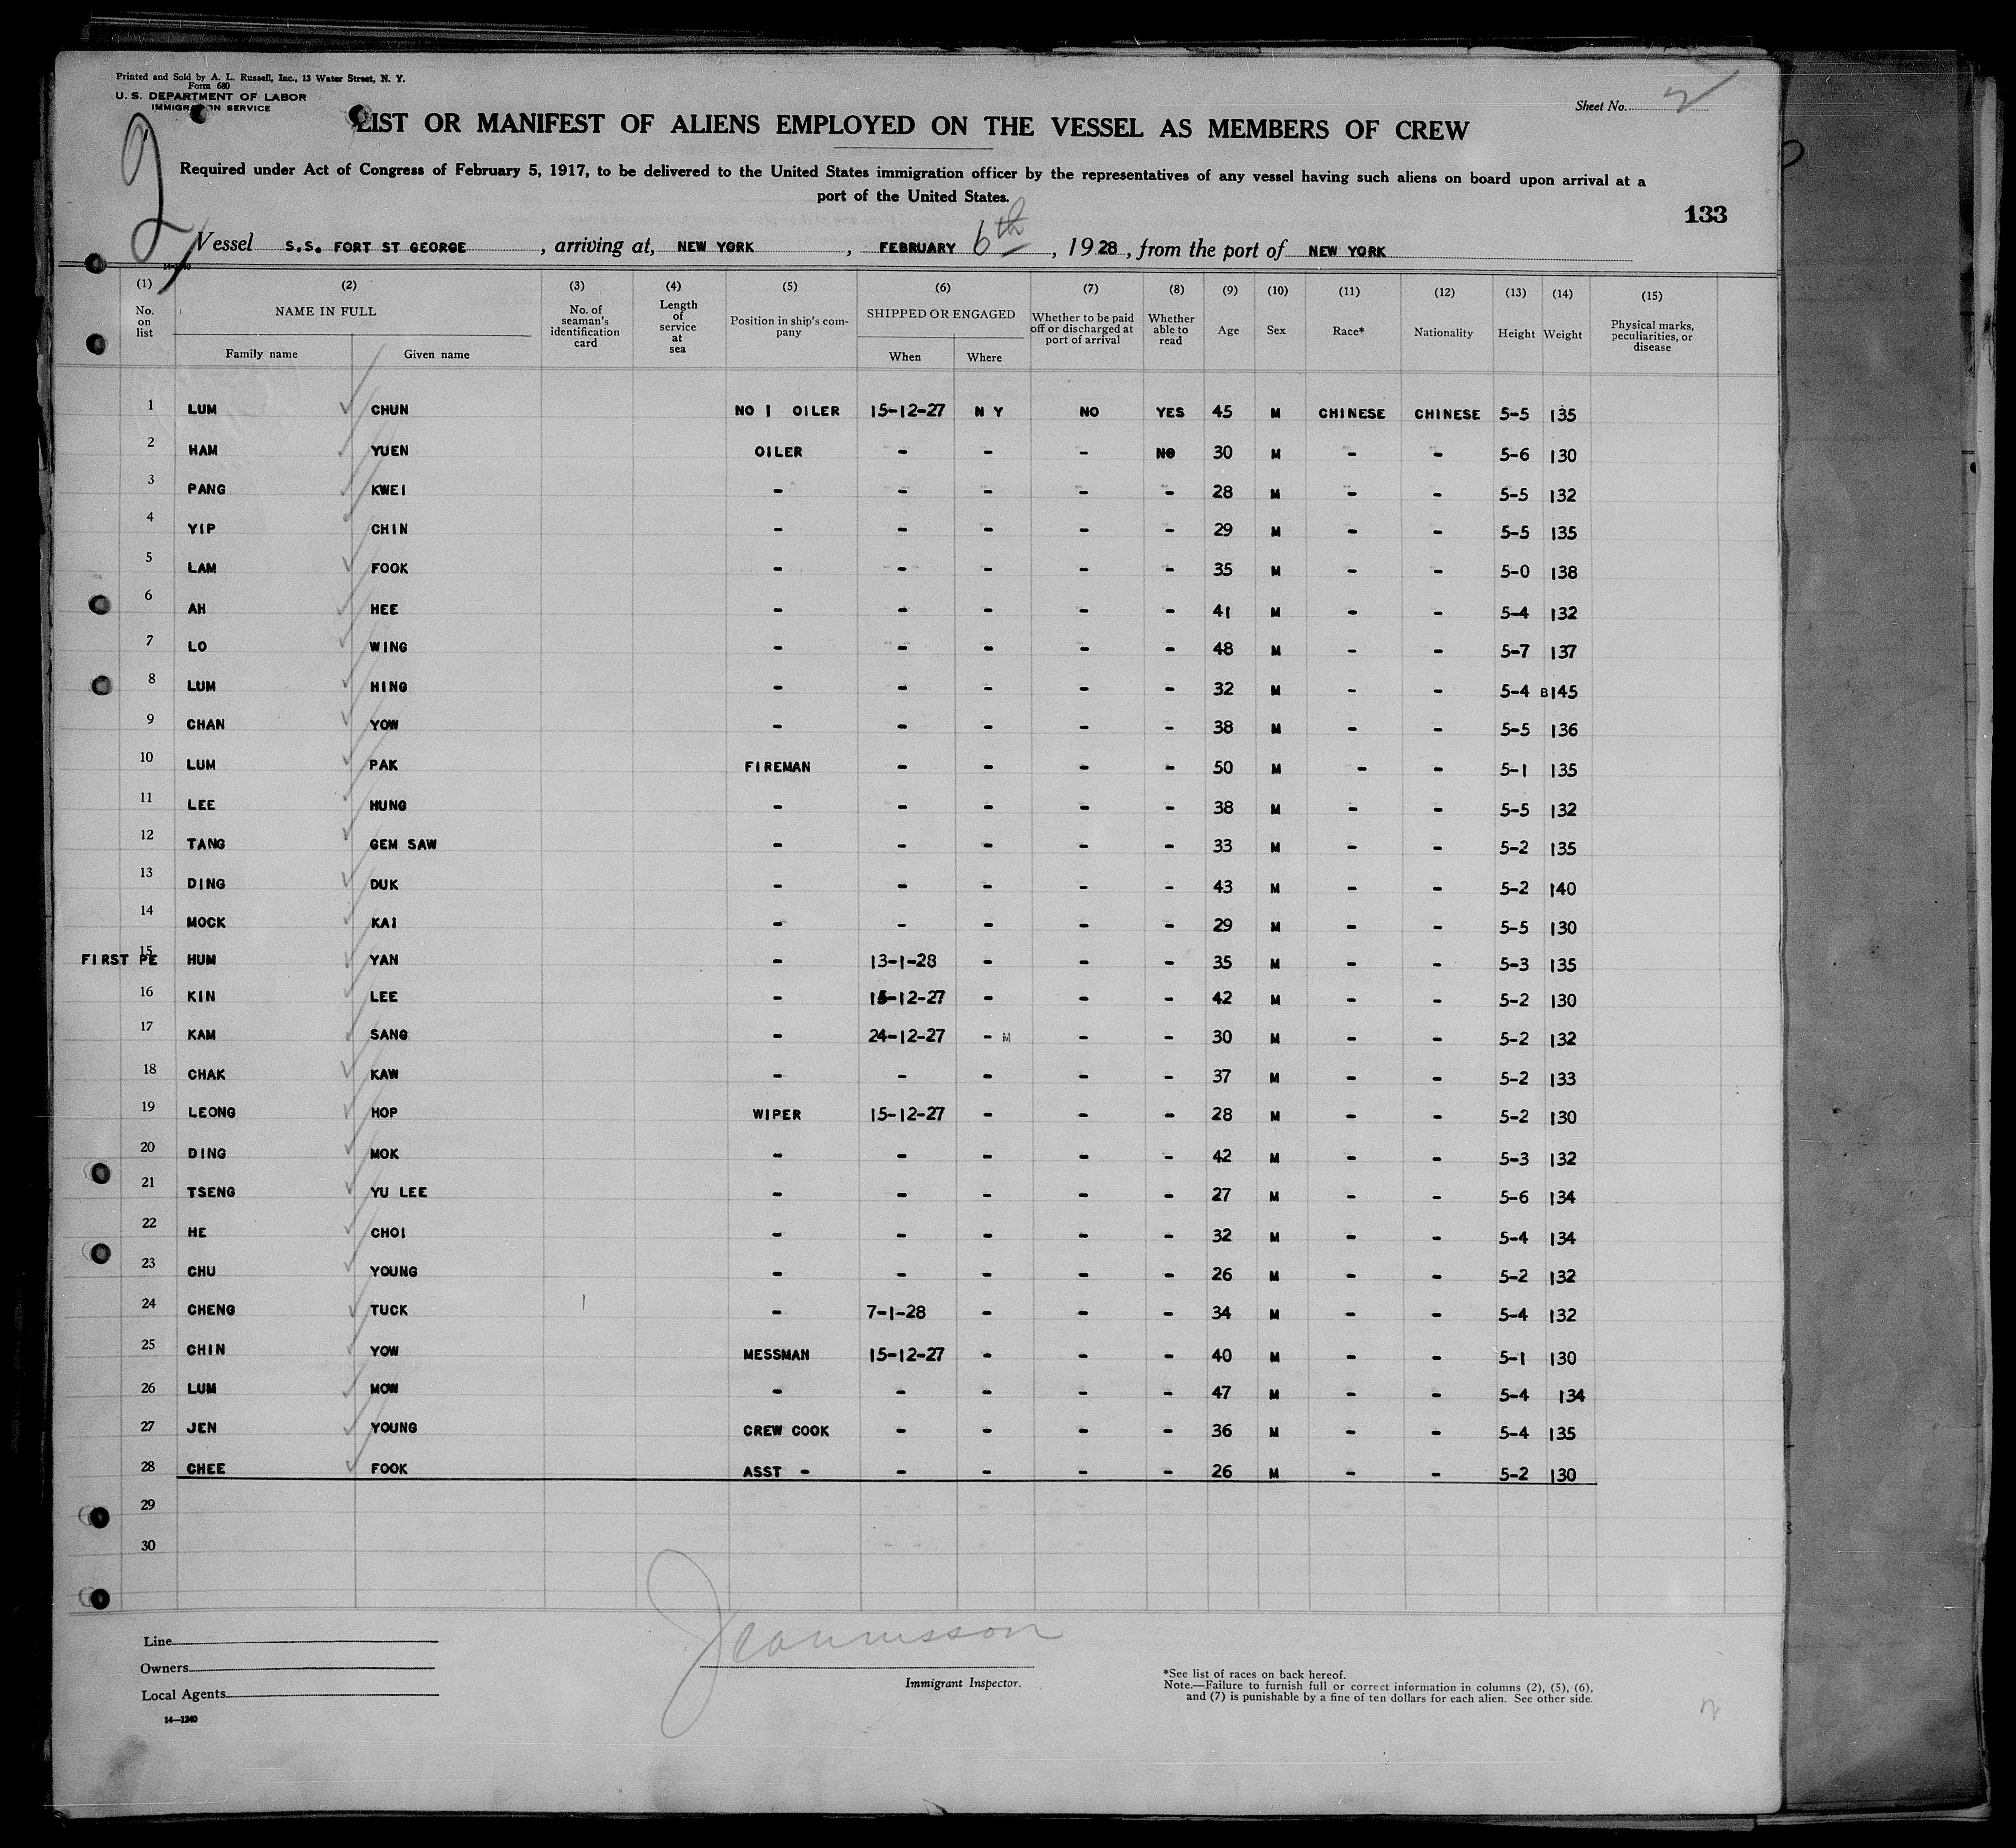 Printed and Sold by A. L. Russell, Inc., 13 Water Street, N. Y.
Form 680
U. S. DEPARTMENT OF LABOR
IMMIGRATION SERVICE
Sheet No. 2
2
LIST OR MANIFEST OF ALIENS EMPLOYED ON THE VESSEL AS MEMBERS OF CREW
Required under Act of Congress of February 5, 1917, to be delivered to the United States immigration officer by the representatives of any vessel having such aliens on board upon arrival at a
port of the United States.
133
Vessel S.S. FORT ST GEORGE, arriving at, NEW YORK, FEBRUARY 6th, 1928, from the port of NEW YORK
14-1240
(1) (2) (3) (4) (5) (6) (7) (8) (9) (10) (11) (12) (13) (14) (15)
No. on list NAME IN FULL Family name Given name No. of seaman's identification card Length of service at sea Position in ship's company SHIPPED OR ENGAGED When Where Whether to be paid off or discharged at port of arrival Whether able to read Age Sex Race* Nationality Height Weight Physical marks, peculiarities, or disease
1 LUM CHUN NO 1 OILER 15-12-27 N Y NO YES 45 M CHINESE CHINESE 5-5 135
2 HAM YUEN OILER - - - NO 30 M - - 5-6 130
3 PANG KWEI - - - - - 28 M - - 5-5 132
4 YIP CHIN - - - - - 29 M - - 5-5 135
5 LAM FOOK - - - - - 35 M - - 5-0 138
6 AH HEE - - - - - 41 M - - 5-4 132
7 LO WING - - - - - 48 M - - 5-7 137
8 LUM HING - - - - - 32 M - - 5-4 B145
9 CHAN YOW - - - - - 38 M - - 5-5 136
10 LUM PAK FIREMAN - - - - 50 M - - 5-1 135
11 LEE HUNG - - - - - 38 M - - 5-5 132
12 TANG GEM SAW - - - - - 33 M - - 5-2 135
13 DING DUK - - - - - 43 M - - 5-2 140
14 MOCK KAI - - - - - 29 M - - 5-5 130
FIRST PE 15 HUM YAN - 13-1-28 - - - 35 M - - 5-3 135
16 KIN LEE - 15-12-27 - - - 42 M - - 5-2 130
17 KAM SANG - 24-12-27 - M - - 30 M - - 5-2 132
18 CHAK KAW - - - - - 37 M - - 5-2 133
19 LEONG HOP WIPER 15-12-27 - - - 28 M - - 5-2 130
20 DING MOK - - - - - 42 M - - 5-3 132
21 TSENG YU LEE - - - - - 27 M - - 5-6 134
22 HE CHOI - - - - - 32 M - - 5-4 134
23 CHU YOUNG - - - - - 26 M - - 5-2 132
24 CHENG TUCK - 7-1-28 - - - 34 M - - 5-4 132
25 CHIN YOW MESSMAN 15-12-27 - - - 40 M - - 5-1 130
26 LUM MOW - - - - - 47 M - - 5-4 134
27 JEN YOUNG CREW COOK - - - - 36 M - - 5-4 135
28 CHEE FOOK ASST - - - - - 26 M - - 5-2 130
29
30
Line
Owners
Local Agents
14-1240
Immigrant Inspector.
*See list of races on back hereof.
Note.—Failure to furnish full or correct information in columns (2), (5), (6),
and (7) is punishable by a fine of ten dollars for each alien. See other side.
2